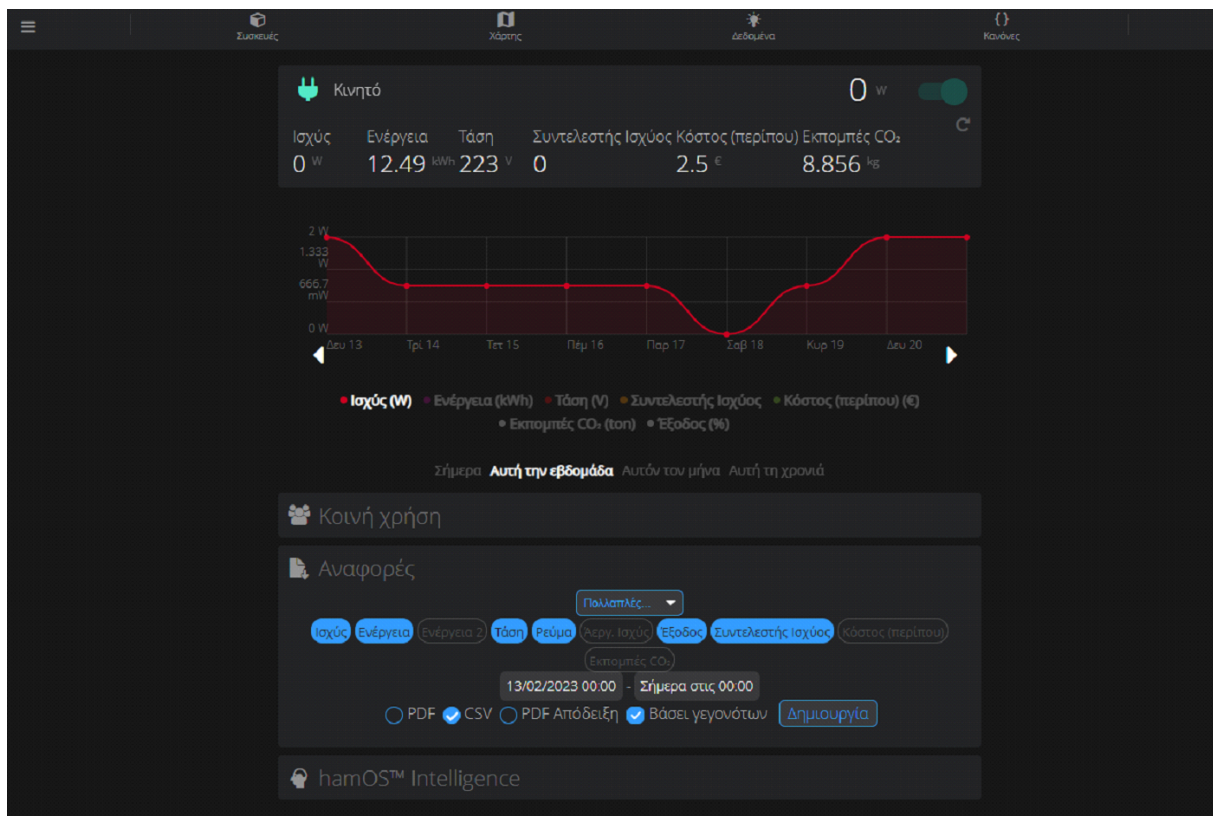 Συσκευές Χάρτης Δεδομένα Κανόνες
Κινητό 0 W
Ισχύς Ενέργεια Τάση Συντελεστής Ισχύος Κόστος (περίπου) Εκπομπές CO₂
0 W 12.49 kWh 223 V 0 2.5 € 8.856 kg
2 W
1.333
W
666.7
mW
0 W
Δευ 13 Τρί 14 Τετ 15 Πέμ 16 Παρ 17 Σαβ 18 Κυρ 19 Δευ 20
Ισχύς (W) Ενέργεια (kWh) Τάση (V) Συντελεστής Ισχύος Κόστος (περίπου) (€)
Εκπομπές CO₂ (ton) Έξοδος (%)
Σήμερα Αυτή την εβδομάδα Αυτόν τον μήνα Αυτή τη χρονιά
Κοινή χρήση
Αναφορές
Πολλαπλές...
Ισχύς Ενέργεια Ενέργεια 2 Τάση Ρεύμα Άεργ. Ισχύς Έξοδος Συντελεστής Ισχύος Κόστος (περίπου)
Εκπομπές CO₂
13/02/2023 00:00 - Σήμερα στις 00:00
PDF CSV PDF Απόδειξη Βάσει γεγονότων Δημιουργία
hamOS™ Intelligence